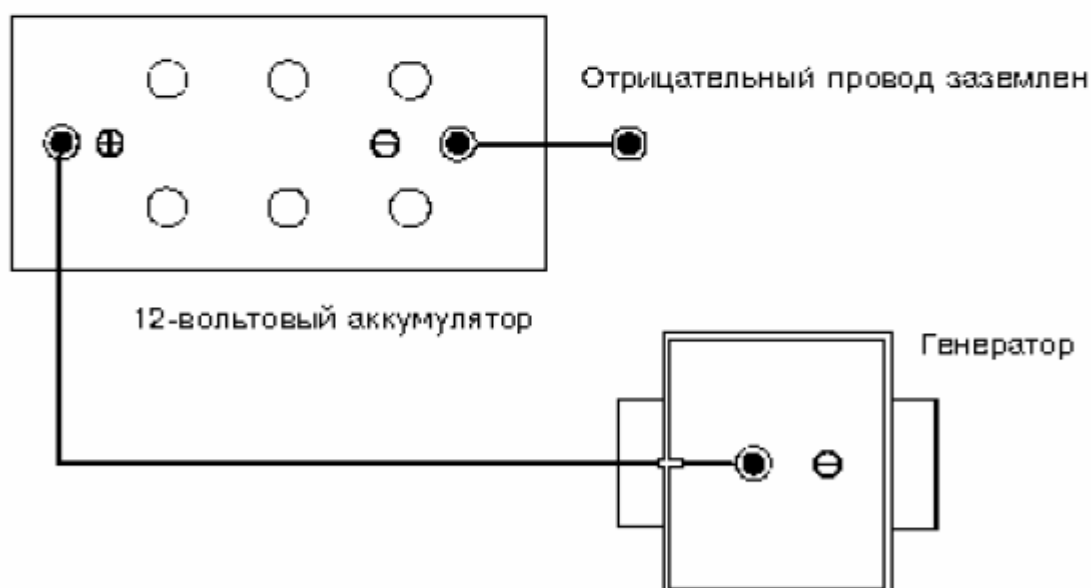 Отрицательный провод заземлен
12-вольтовый аккумулятор
Генератор